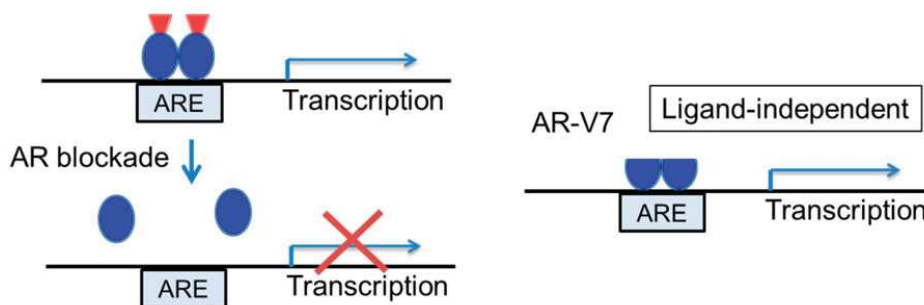 ARE
Transcription
AR blockade
ARE
Transcription
AR-V7
Ligand-independent
ARE
Transcription